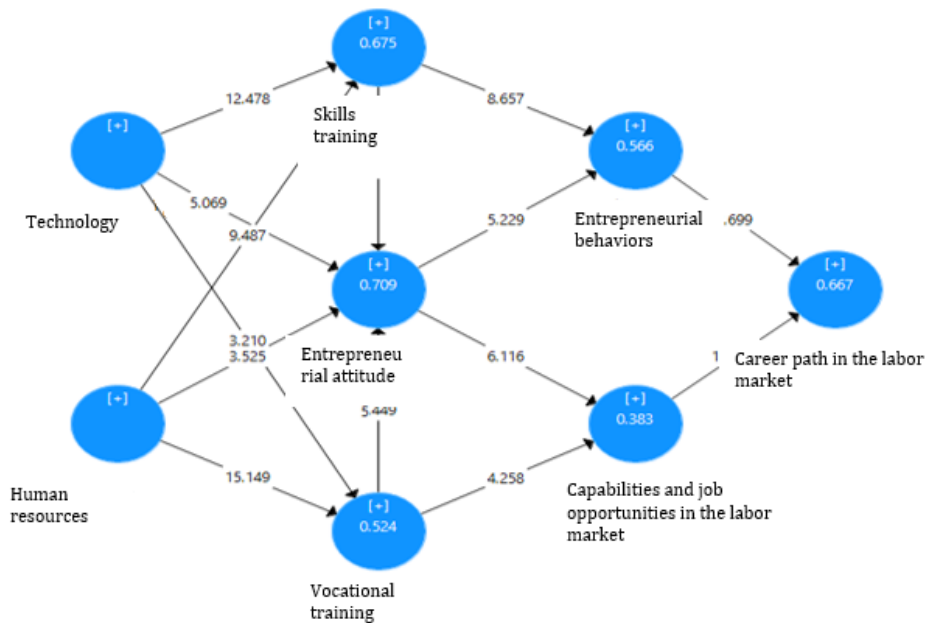 [+]
0.675
12.478
Skills
training
8.657
[+]
[+]
0.566
Technology
5.069
9.487
5.229
Entrepreneurial
behaviors
.699
[+]
0.709
[+]
0.667
3.210
3.525
Entrepreneu
rial attitude
6.116
1
Career path in the labor
market
[+]
[+]
0.383
5.449
15.149
4.258
Human
resources
[+]
0.524
Capabilities and job
opportunities in the labor
market
Vocational
training